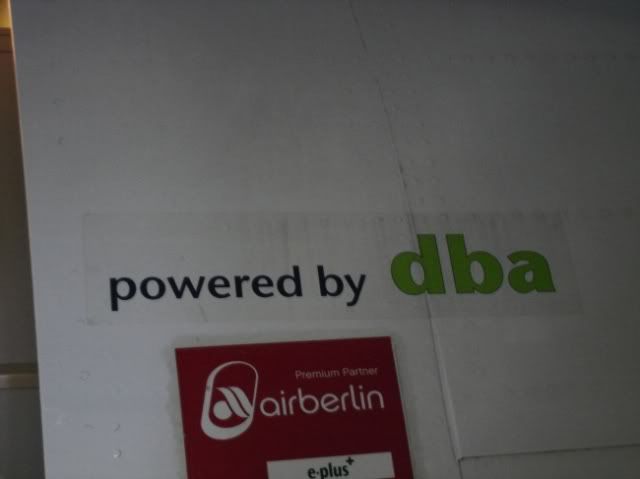 powered by dba
Premium Partner
airberlin
e·plus+